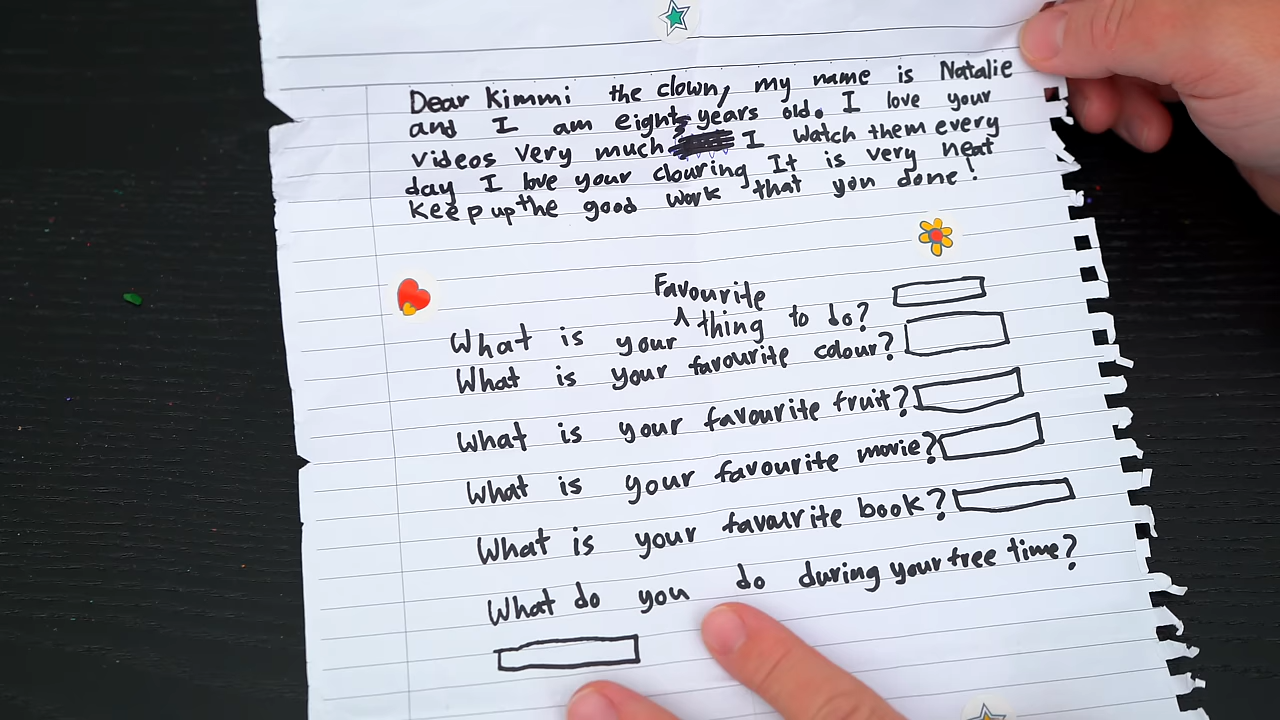 Dear Kimmi the clown, my name is Natalie
and I am eight years old. I love your
videos very much I watch them every
day I love your clouring It is very neat
keep up the good work that you done!
Favourite
What is your ^ thing to do?
What is your favourite colour?
What is your favourite fruit?
What is your favourite movie?
What is your favourite book?
What do you do during your free time?